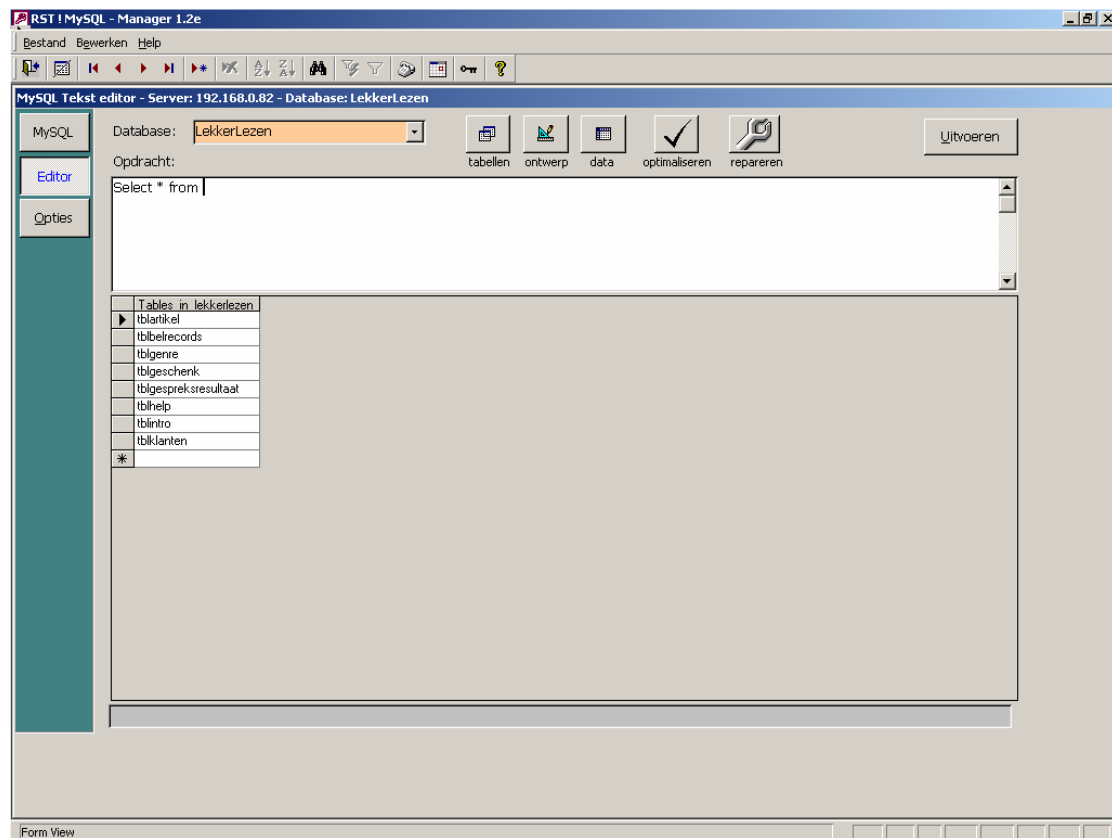 RST ! MySQL - Manager 1.2e
Bestand Bewerken Help
MySQL Tekst editor - Server: 192.168.0.82 - Database: LekkerLezen
MySQL
Editor
Opties
Database: LekkerLezen
tabellen ontwerp data optimaliseren repareren
Uitvoeren
Opdracht:
Select * from
Tables_in_lekkerlezen
tblartikel
tblbelrecords
tblgenre
tblgeschenk
tblgespreksresultaat
tblhelp
tblintro
tblklanten
Form View